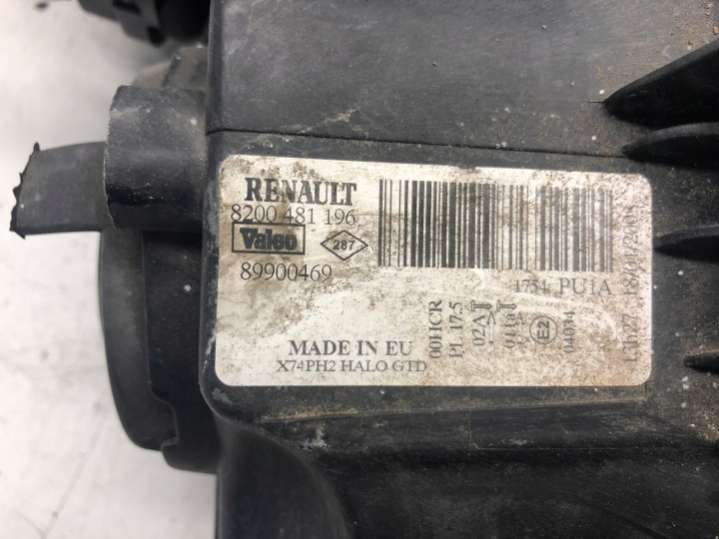 RENAULT
8200 481 196
Valeo
287
89900469
1754 PU1A
MADE IN EU
X74PH2 HALO GTD
00HCR
PL 17.5
02A
E2
04034